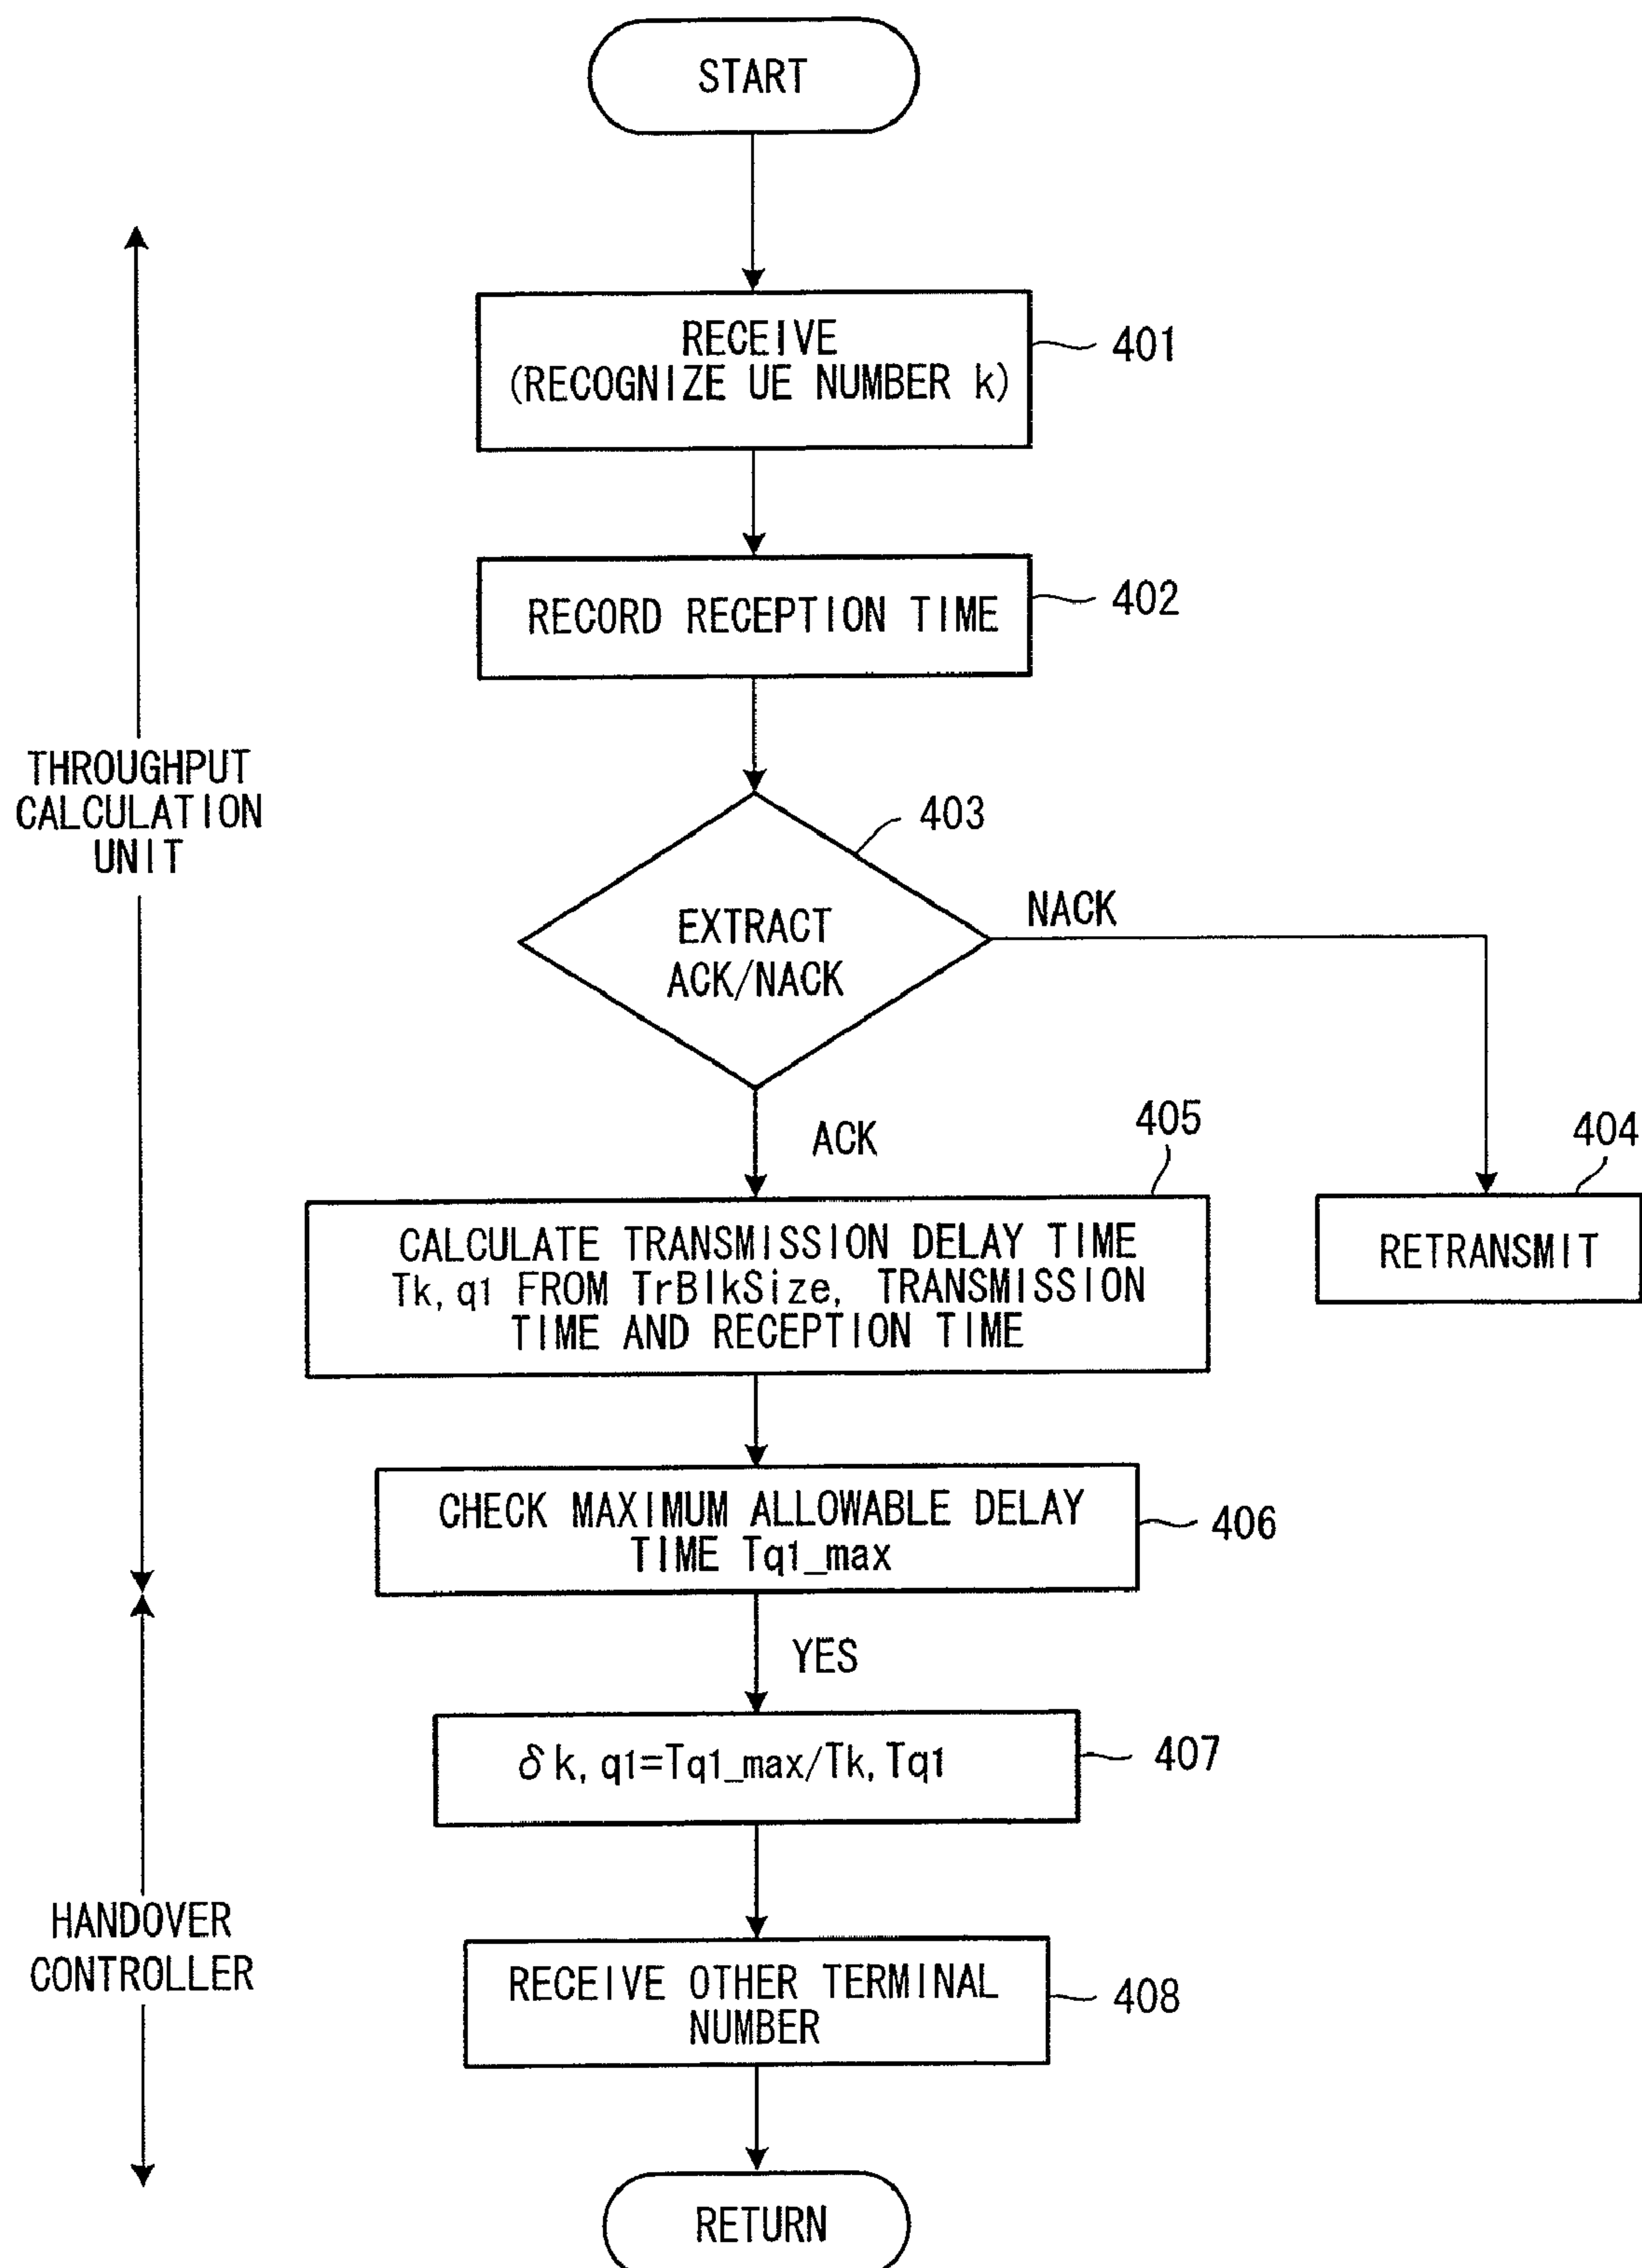 START
RECEIVE
(RECOGNIZE UE NUMBER k)
401
RECORD RECEPTION TIME
402
THROUGHPUT
CALCULATION
UNIT
403
EXTRACT
ACK/NACK
NACK
ACK
405
404
CALCULATE TRANSMISSION DELAY TIME
Tk, q1 FROM TrBlkSize, TRANSMISSION
TIME AND RECEPTION TIME
RETRANSMIT
CHECK MAXIMUM ALLOWABLE DELAY
TIME Tq1_max
406
YES
δk, q1=Tq1_max/Tk, Tq1
407
HANDOVER
CONTROLLER
RECEIVE OTHER TERMINAL
NUMBER
408
RETURN